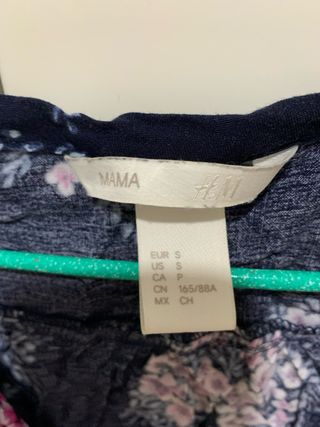 MAMA H&M
EUR S
US S
CA P
CN 165/88A
MX CH